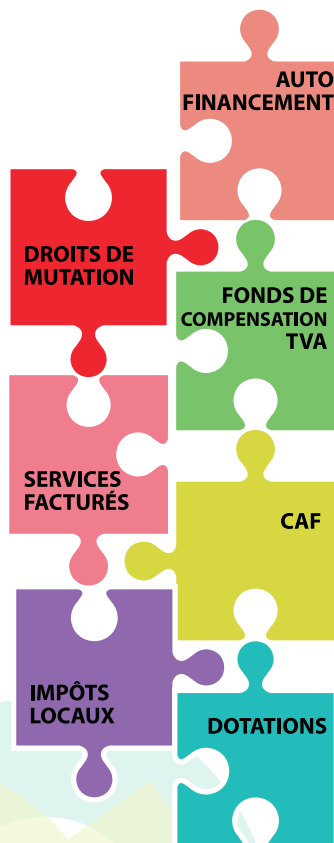 AUTO
FINANCEMENT
DROITS DE
MUTATION
FONDS DE
COMPENSATION
TVA
SERVICES
FACTURÉS
CAF
IMPÔTS
LOCAUX
DOTATIONS